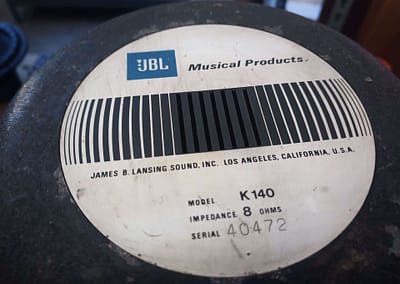 JBL Musical Products.
JAMES B. LANSING SOUND, INC. LOS ANGELES, CALIFORNIA, U.S.A.
MODEL K140
IMPEDANCE 8 OHMS
SERIAL 40472